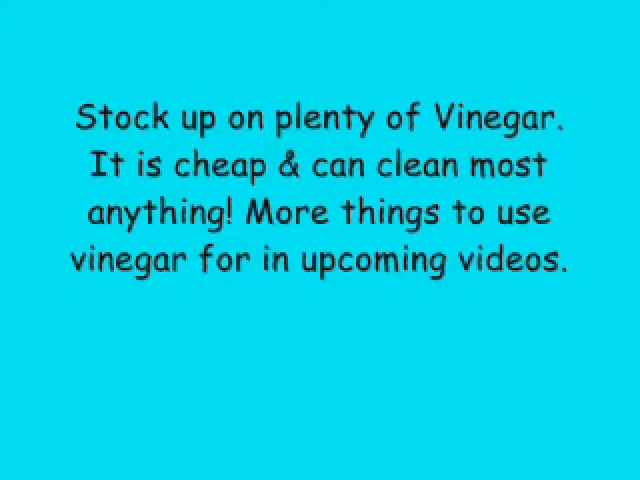 Stock up on plenty of Vinegar.
It is cheap & can clean most
anything! More things to use
vinegar for in upcoming videos.